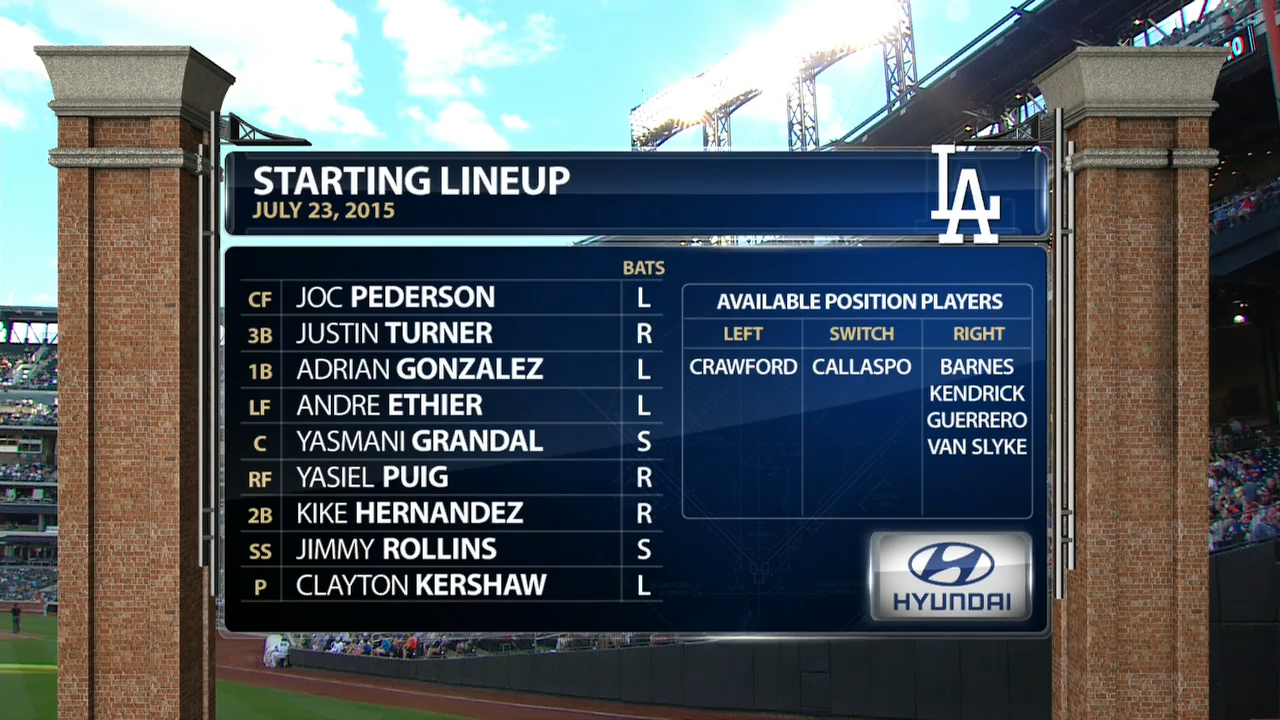 STARTING LINEUP
JULY 23, 2015
LA
BATS
CF JOC PEDERSON L
3B JUSTIN TURNER R
1B ADRIAN GONZALEZ L
LF ANDRE ETHIER L
C YASMANI GRANDAL S
RF YASIEL PUIG R
2B KIKE HERNANDEZ R
SS JIMMY ROLLINS S
P CLAYTON KERSHAW L
AVAILABLE POSITION PLAYERS
LEFT SWITCH RIGHT
CRAWFORD CALLASPO BARNES
KENDRICK
GUERRERO
VAN SLYKE
HYUNDAI